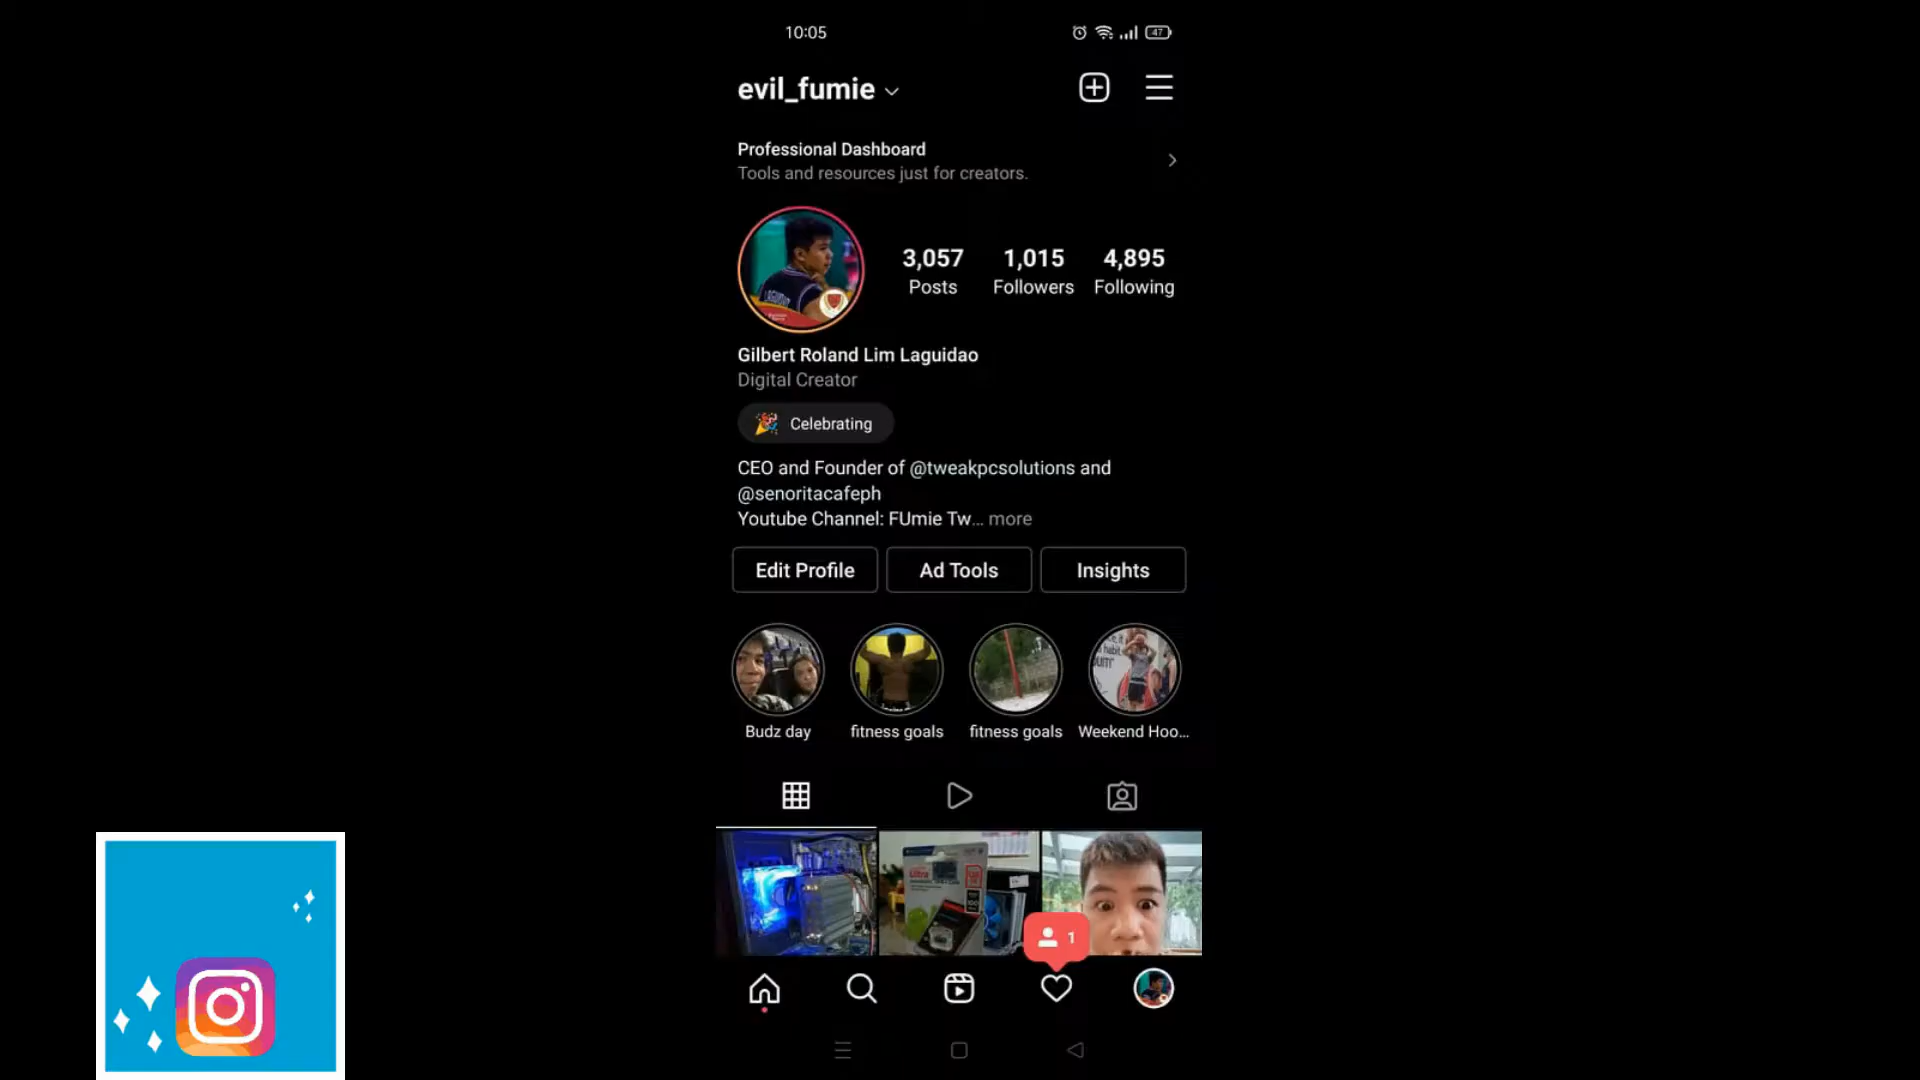 10:05
47
evil_fumie
Professional Dashboard
Tools and resources just for creators.
3,057
1,015
4,895
Posts
Followers
Following
Gilbert Roland Lim Laguidao
Digital Creator
Celebrating
CEO and Founder of @tweakpcsolutions and
@senoritacafeph
Youtube Channel: FUmie Tw... more
Edit Profile
Ad Tools
Insights
Budz day
fitness goals
fitness goals
Weekend Hoo...
Ultra
1